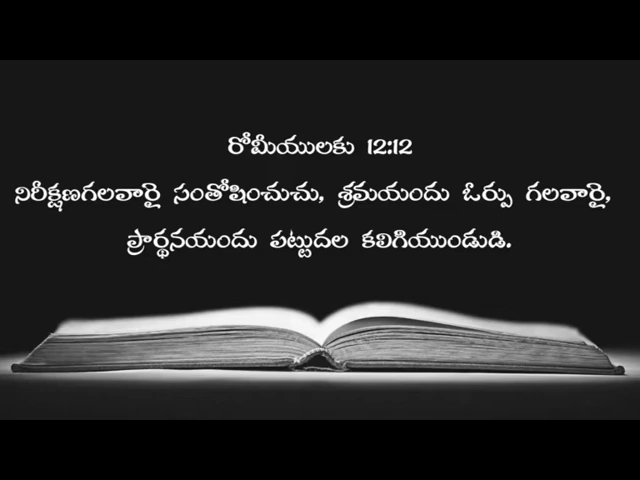 రోమీయులకు 12:12
నిరీక్షణగలవారై సంతోషించుచు, శ్రమయందు ఓర్పు గలవారై,
ప్రార్థనయందు పట్టుదల కలిగియుండుడి.